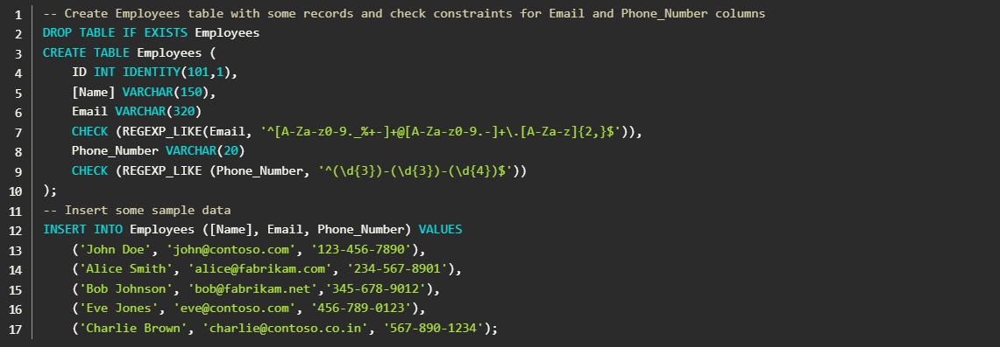 1 -- Create Employees table with some records and check constraints for Email and Phone_Number columns
2 DROP TABLE IF EXISTS Employees
3 CREATE TABLE Employees (
4     ID INT IDENTITY(101,1),
5     [Name] VARCHAR(150),
6     Email VARCHAR(320)
7     CHECK (REGEXP_LIKE(Email, '^[A-Za-z0-9._%+-]+@[A-Za-z0-9.-]+\.[A-Za-z]{2,}$')),
8     Phone_Number VARCHAR(20)
9     CHECK (REGEXP_LIKE (Phone_Number, '^(\d{3})-(\d{3})-(\d{4})$'))
10 );
11 -- Insert some sample data
12 INSERT INTO Employees ([Name], Email, Phone_Number) VALUES
13     ('John Doe', 'john@contoso.com', '123-456-7890'),
14     ('Alice Smith', 'alice@fabrikam.com', '234-567-8901'),
15     ('Bob Johnson', 'bob@fabrikam.net','345-678-9012'),
16     ('Eve Jones', 'eve@contoso.com', '456-789-0123'),
17     ('Charlie Brown', 'charlie@contoso.co.in', '567-890-1234');